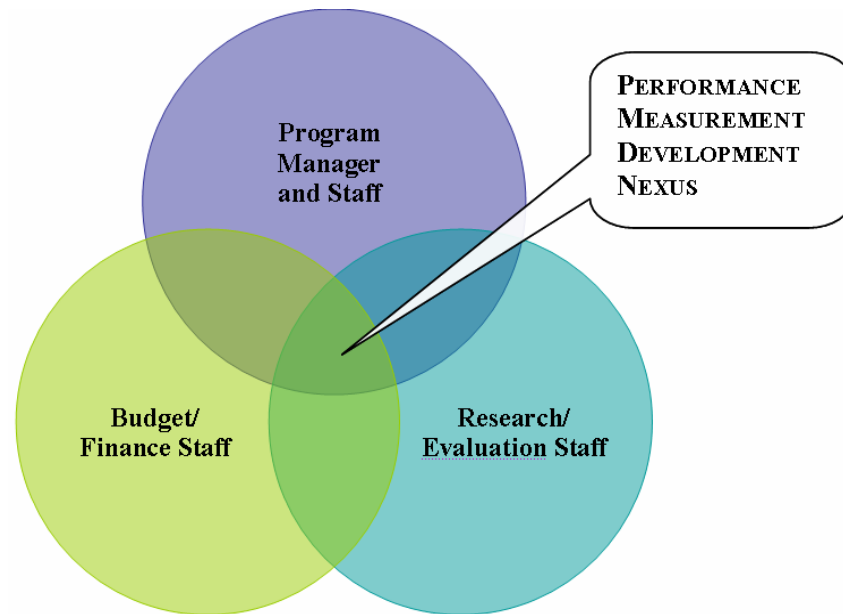 Program
Manager
and Staff
PERFORMANCE
MEASUREMENT
DEVELOPMENT
NEXUS
Budget/
Finance Staff
Research/
Evaluation Staff